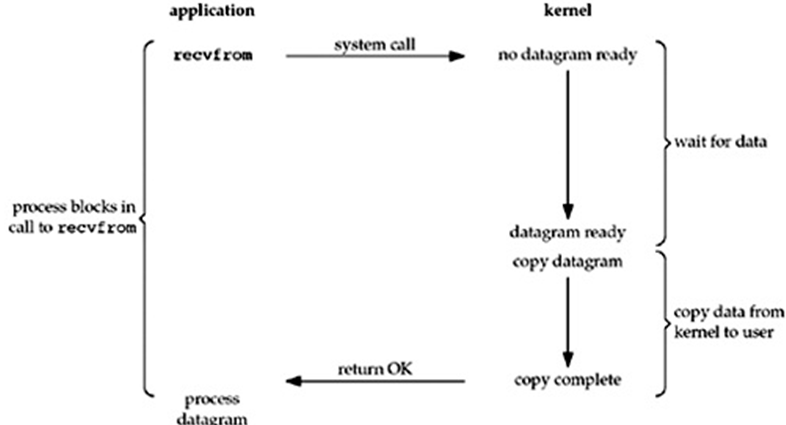 application
kernel
recvfrom
system call
no datagram ready
wait for data
process blocks in
call to recvfrom
datagram ready
copy datagram
copy data from
kernel to user
return OK
copy complete
process
datagram